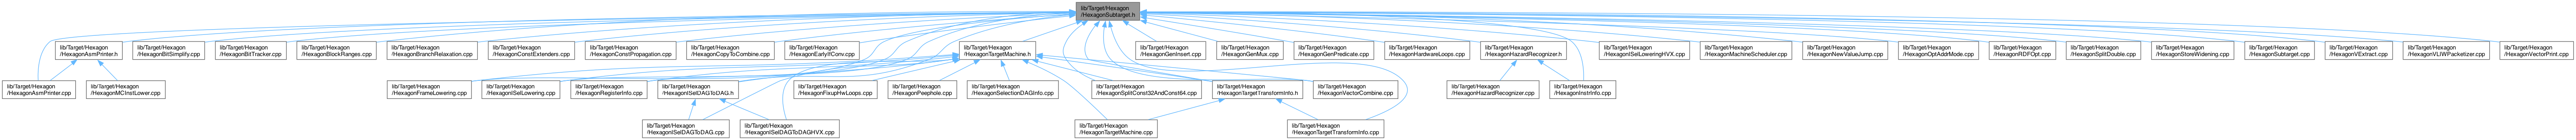 lib/Target/Hexagon
/HexagonSubtarget.h
lib/Target/Hexagon
/HexagonAsmPrinter.h
lib/Target/Hexagon
/HexagonBitSimplify.cpp
lib/Target/Hexagon
/HexagonBitTracker.cpp
lib/Target/Hexagon
/HexagonBlockRanges.cpp
lib/Target/Hexagon
/HexagonBranchRelaxation.cpp
lib/Target/Hexagon
/HexagonConstExtenders.cpp
lib/Target/Hexagon
/HexagonConstPropagation.cpp
lib/Target/Hexagon
/HexagonCopyToCombine.cpp
lib/Target/Hexagon
/HexagonEarlyIfConv.cpp
lib/Target/Hexagon
/HexagonTargetMachine.h
lib/Target/Hexagon
/HexagonGenInsert.cpp
lib/Target/Hexagon
/HexagonGenMux.cpp
lib/Target/Hexagon
/HexagonGenPredicate.cpp
lib/Target/Hexagon
/HexagonHardwareLoops.cpp
lib/Target/Hexagon
/HexagonHazardRecognizer.h
lib/Target/Hexagon
/HexagonISelLoweringHVX.cpp
lib/Target/Hexagon
/HexagonMachineScheduler.cpp
lib/Target/Hexagon
/HexagonNewValueJump.cpp
lib/Target/Hexagon
/HexagonOptAddrMode.cpp
lib/Target/Hexagon
/HexagonRDFOpt.cpp
lib/Target/Hexagon
/HexagonSplitDouble.cpp
lib/Target/Hexagon
/HexagonStoreWidening.cpp
lib/Target/Hexagon
/HexagonSubtarget.cpp
lib/Target/Hexagon
/HexagonVExtract.cpp
lib/Target/Hexagon
/HexagonVLIWPacketizer.cpp
lib/Target/Hexagon
/HexagonVectorPrint.cpp
lib/Target/Hexagon
/HexagonAsmPrinter.cpp
lib/Target/Hexagon
/HexagonMCInstLower.cpp
lib/Target/Hexagon
/HexagonFrameLowering.cpp
lib/Target/Hexagon
/HexagonISelLowering.cpp
lib/Target/Hexagon
/HexagonRegisterInfo.cpp
lib/Target/Hexagon
/HexagonISelDAGToDAG.h
lib/Target/Hexagon
/HexagonFixupHwLoops.cpp
lib/Target/Hexagon
/HexagonPeephole.cpp
lib/Target/Hexagon
/HexagonSelectionDAGInfo.cpp
lib/Target/Hexagon
/HexagonSplitConst32AndConst64.cpp
lib/Target/Hexagon
/HexagonTargetTransformInfo.h
lib/Target/Hexagon
/HexagonVectorCombine.cpp
lib/Target/Hexagon
/HexagonHazardRecognizer.cpp
lib/Target/Hexagon
/HexagonInstrInfo.cpp
lib/Target/Hexagon
/HexagonISelDAGToDAG.cpp
lib/Target/Hexagon
/HexagonISelDAGToDAGHVX.cpp
lib/Target/Hexagon
/HexagonTargetMachine.cpp
lib/Target/Hexagon
/HexagonTargetTransformInfo.cpp